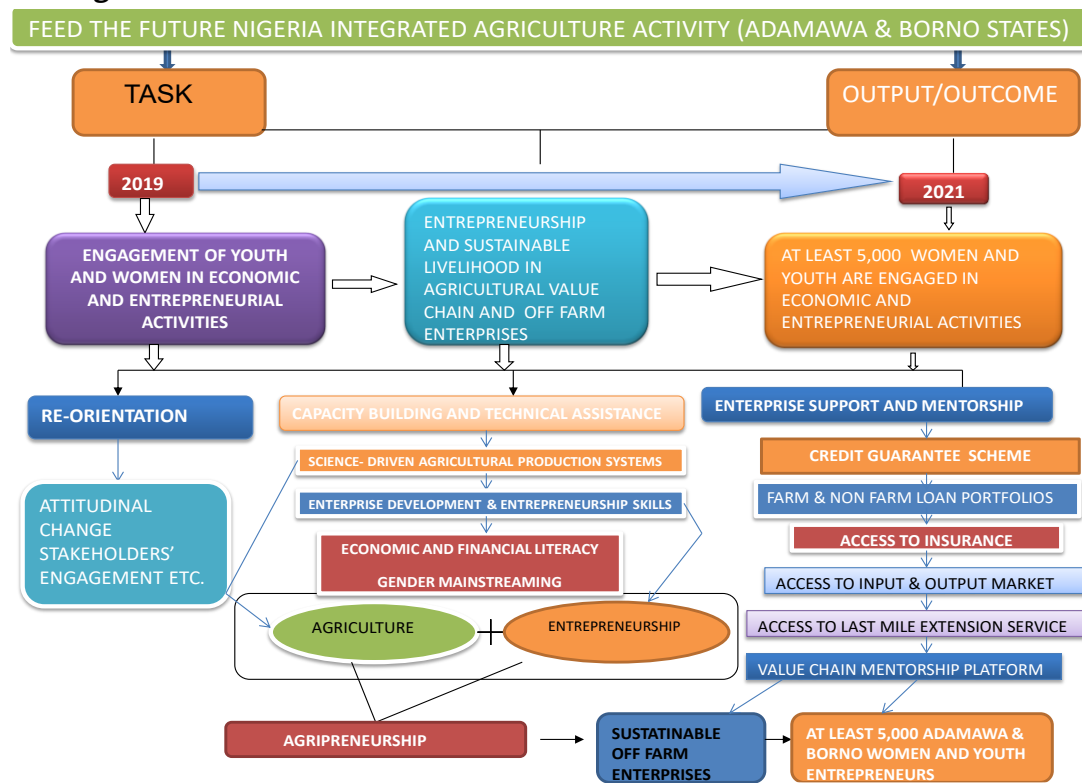 FEED THE FUTURE NIGERIA INTEGRATED AGRICULTURE ACTIVITY (ADAMAWA & BORNO STATES)
TASK
OUTPUT/OUTCOME
2019
2021
ENGAGEMENT OF YOUTH
AND WOMEN IN ECONOMIC
AND ENTREPRENEURIAL
ACTIVITIES
ENTREPRENEURSHIP
AND SUSTAINABLE
LIVELIHOOD IN
AGRICULTURAL VALUE
CHAIN AND OFF FARM
ENTERPRISES
AT LEAST 5,000 WOMEN AND
YOUTH ARE ENGAGED IN
ECONOMIC AND
ENTREPRENEURIAL ACTIVITIES
RE-ORIENTATION
ATTITUDINAL
CHANGE
STAKEHOLDERS'
ENGAGEMENT ETC.
CAPACITY BUILDING AND TECHNICAL ASSISTANCE
SCIENCE- DRIVEN AGRICULTURAL PRODUCTION SYSTEMS
ENTERPRISE DEVELOPMENT & ENTREPRENEURSHIP SKILLS
ECONOMIC AND FINANCIAL LITERACY
GENDER MAINSTREAMING
AGRICULTURE
+
ENTREPRENEURSHIP
AGRIPRENEURSHIP
ENTERPRISE SUPPORT AND MENTORSHIP
CREDIT GUARANTEE SCHEME
FARM & NON FARM LOAN PORTFOLIOS
ACCESS TO INSURANCE
ACCESS TO INPUT & OUTPUT MARKET
ACCESS TO LAST MILE EXTENSION SERVICE
VALUE CHAIN MENTORSHIP PLATFORM
SUSTAINABLE
OFF FARM
ENTERPRISES
AT LEAST 5,000 ADAMAWA &
BORNO WOMEN AND YOUTH
ENTREPRENEURS